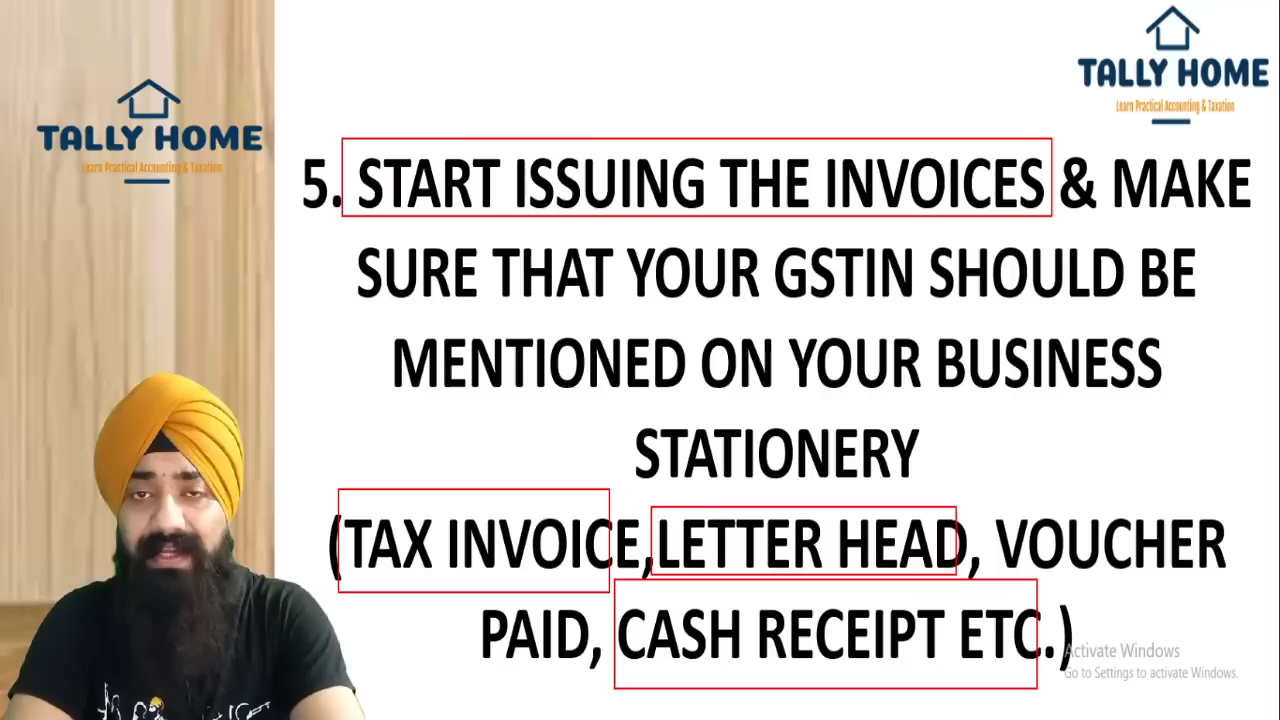 TALLY HOME
Learn Practical Accounting & Taxation
TALLY HOME
Learn Practical Accounting & Taxation
5. START ISSUING THE INVOICES & MAKE
SURE THAT YOUR GSTIN SHOULD BE
MENTIONED ON YOUR BUSINESS
STATIONERY
(TAX INVOICE,LETTER HEAD, VOUCHER
PAID, CASH RECEIPT ETC.)
Activate Windows
Go to Settings to activate Windows.